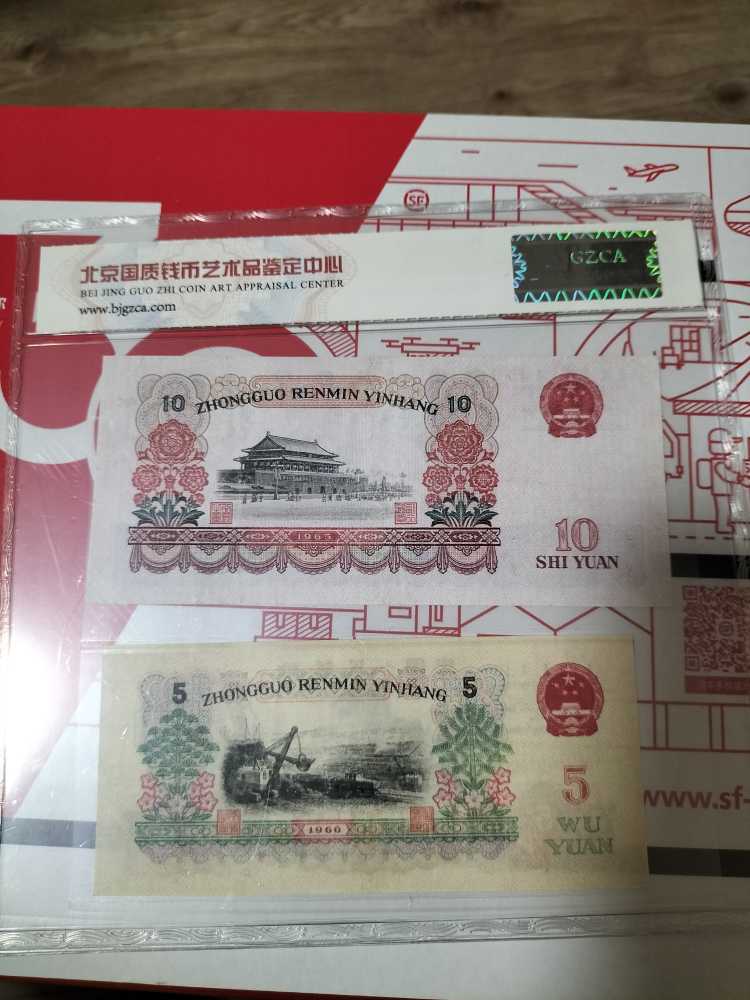 SF
北京国质钱币艺术品鉴定中心
BEI JING GUO ZHI COIN ART APPRAISAL CENTER
www.bjgzca.com
GZCA
10 ZHONGGUO RENMIN YINHANG 10
1965
10
SHI YUAN
5 ZHONGGUO RENMIN YINHANG 5
1960
5
WU
YUAN
www.sf-